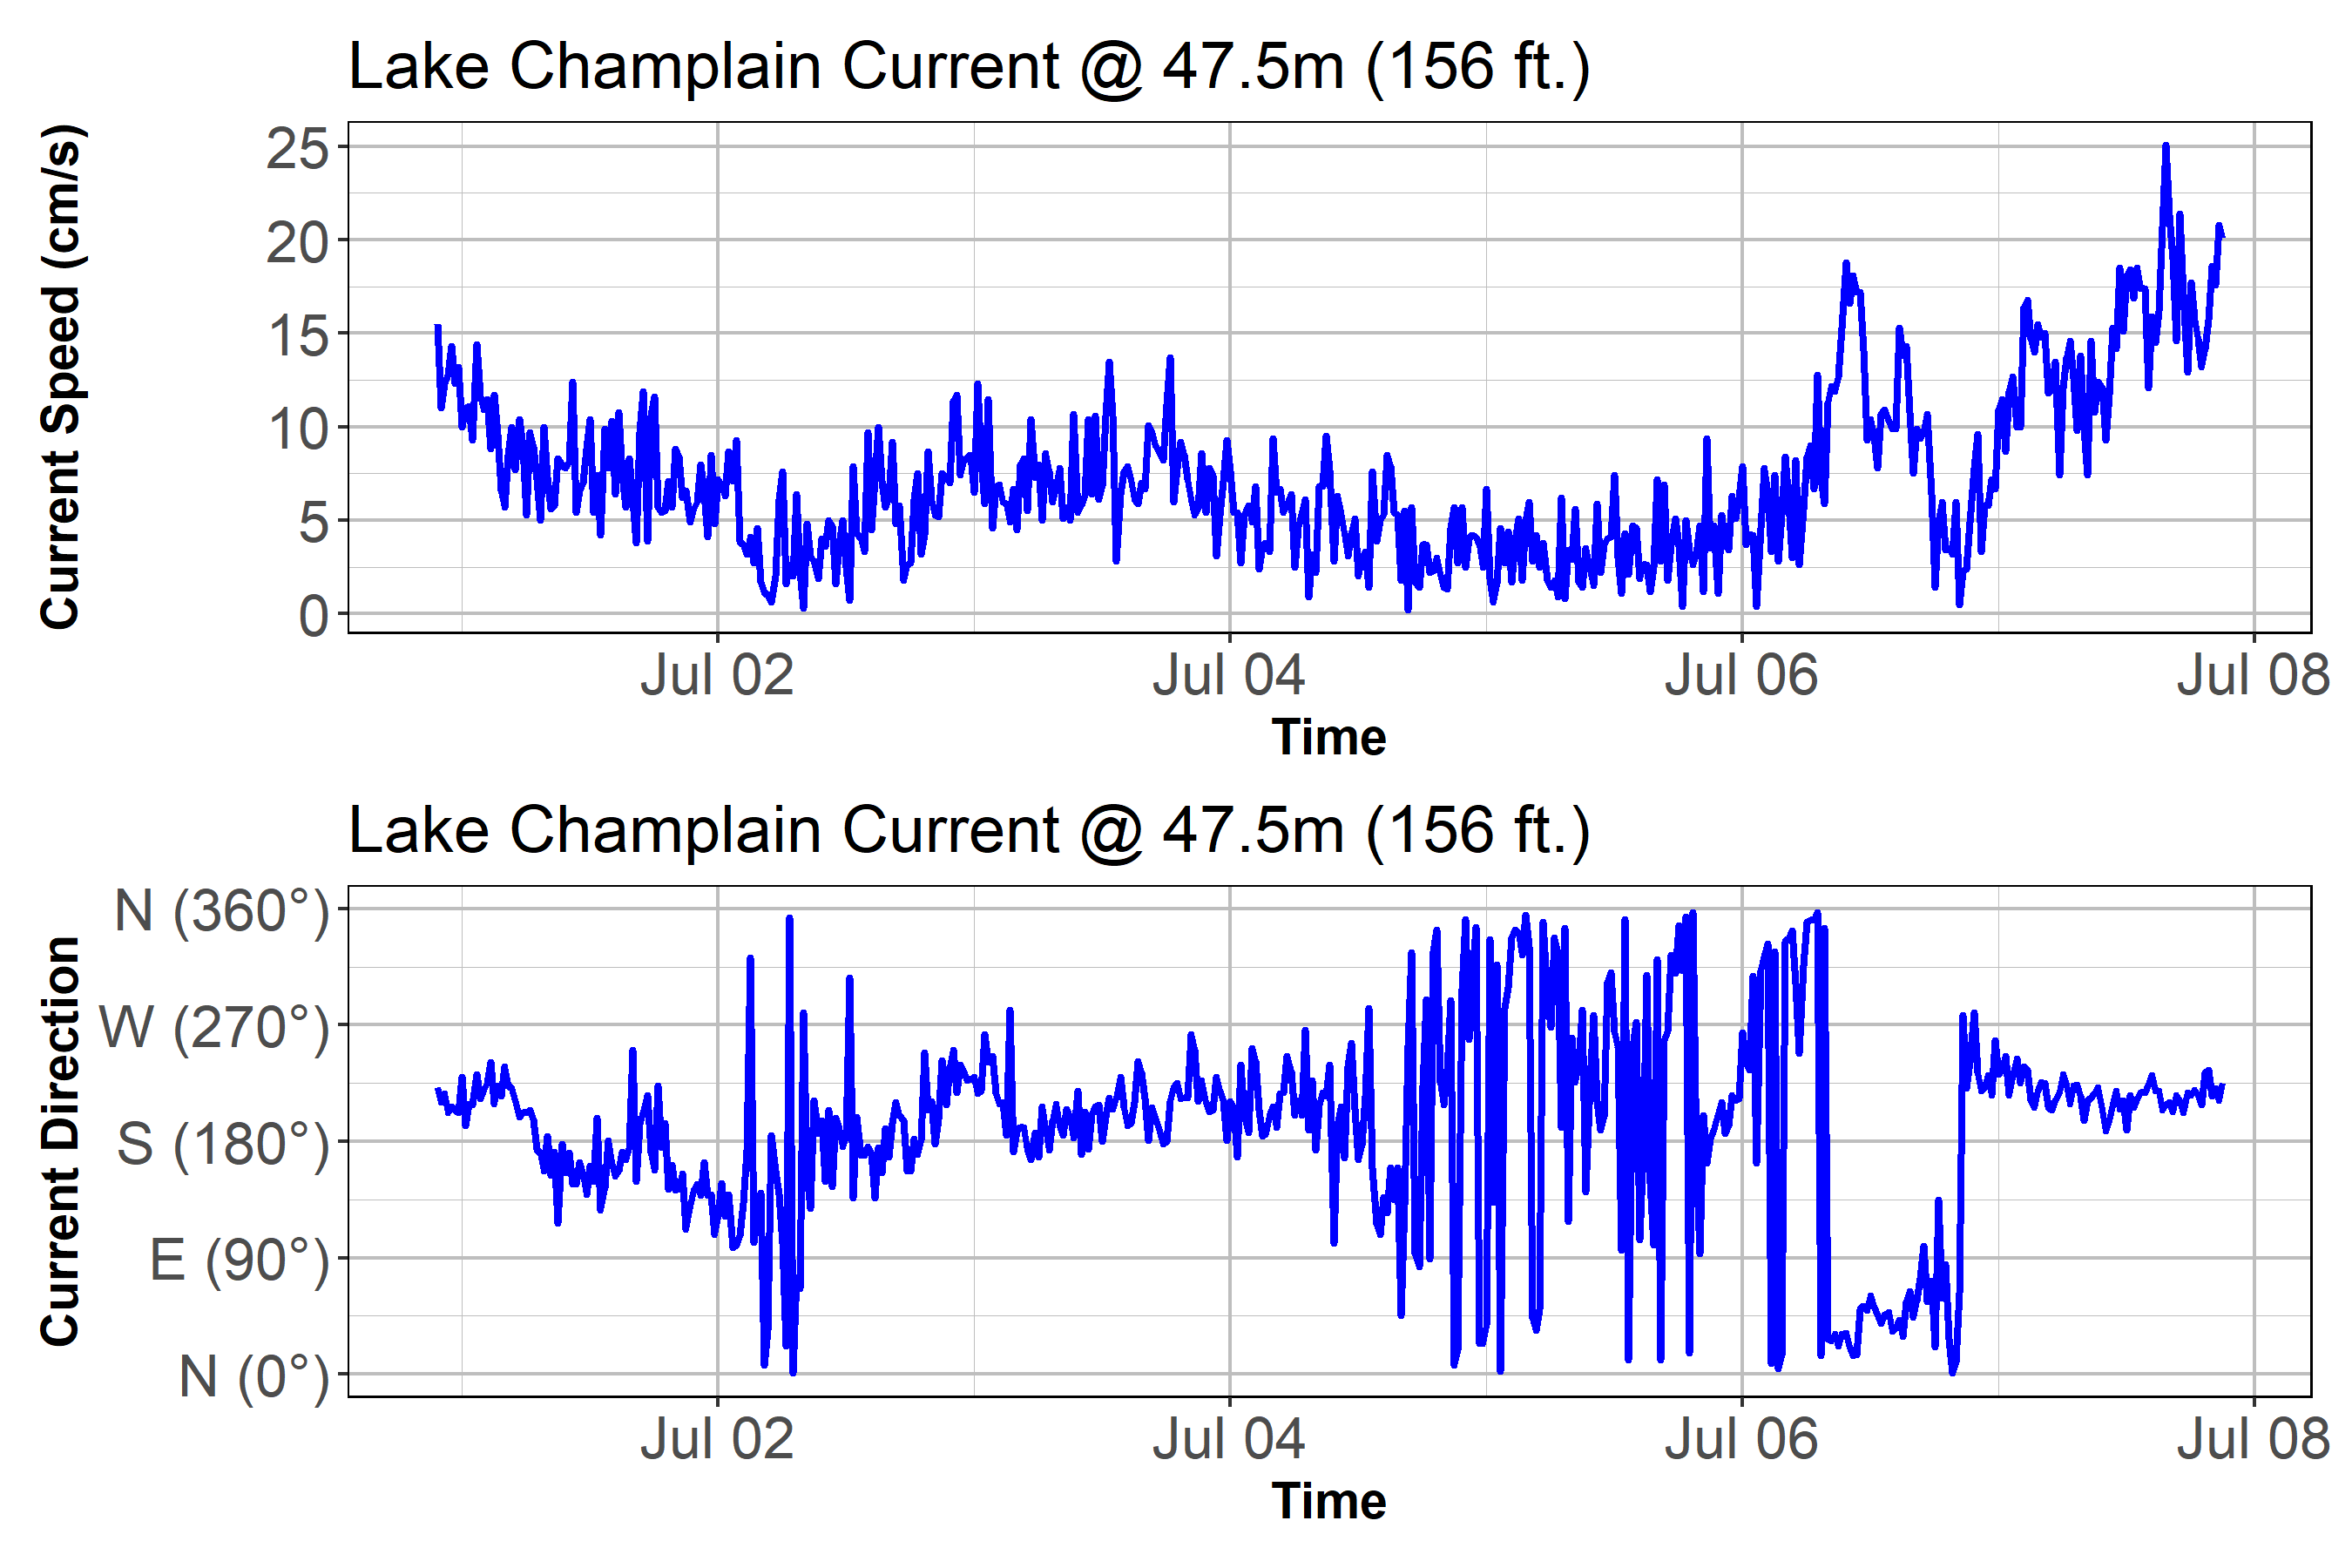 Lake Champlain Current @ 47.5m (156 ft.)
Current Speed (cm/s)
25
20
15
10
5
0
Jul 02 Jul 04 Jul 06 Jul 08
Time
Lake Champlain Current @ 47.5m (156 ft.)
Current Direction
N (360°)
W (270°)
S (180°)
E (90°)
N (0°)
Jul 02 Jul 04 Jul 06 Jul 08
Time